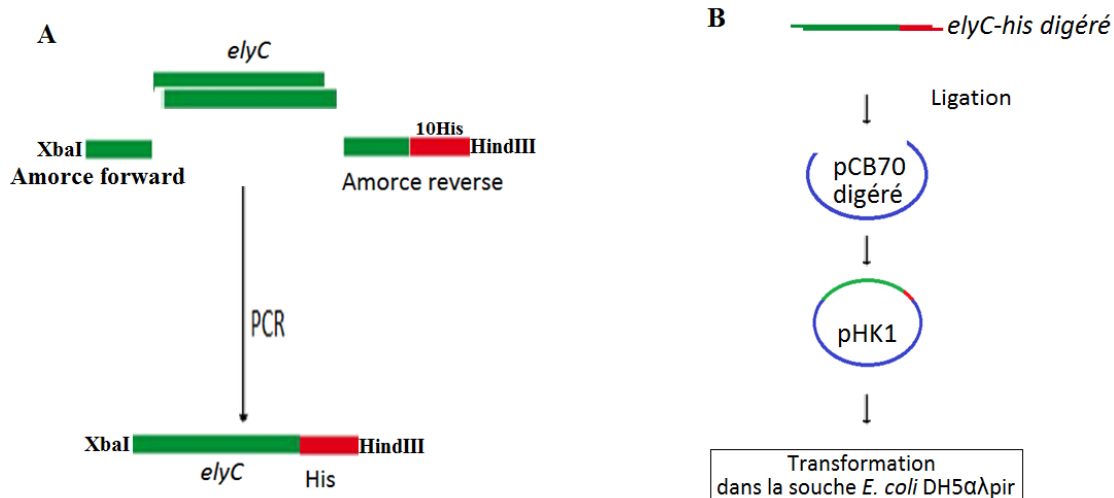 A
elyC
XbaI
Amorce forward
10His
HindIII
Amorce reverse
PCR
XbaI
HindIII
elyC
His
B
elyC-his digéré
Ligation
pCB70
digéré
pHK1
Transformation
dans la souche E. coli DH5αλpir